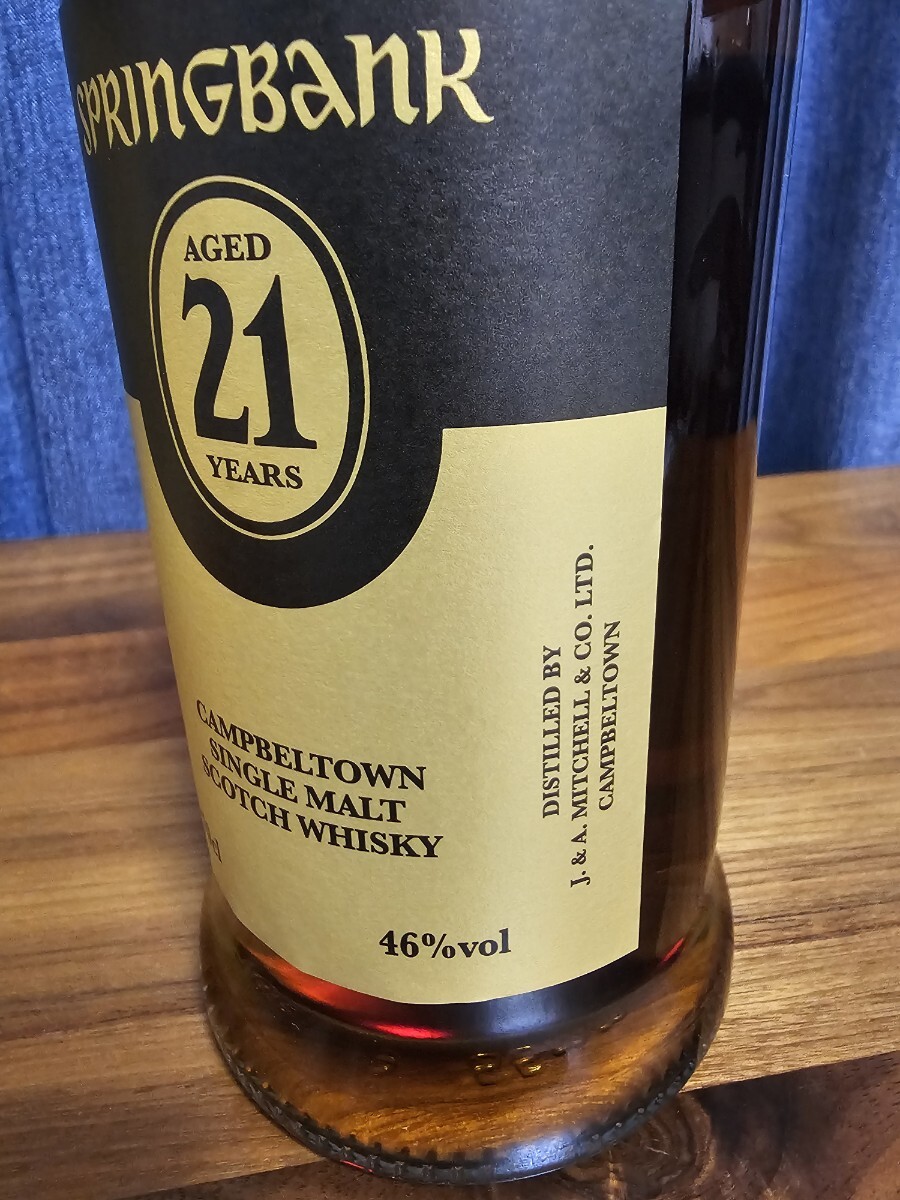 SPRINGBANK
AGED
21
YEARS
CAMPBELTOWN
SINGLE MALT
SCOTCH WHISKY
46%vol
DISTILLED BY
J. & A. MITCHELL & CO. LTD.
CAMPBELTOWN